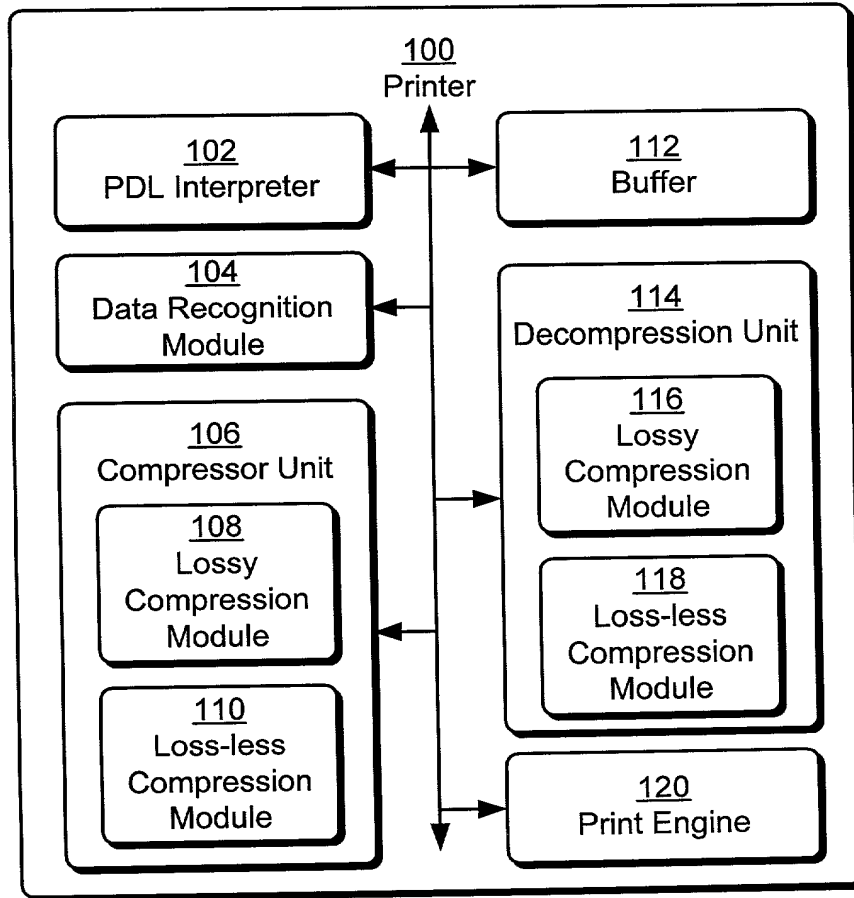 100
Printer
102
PDL Interpreter
104
Data Recognition
Module
106
Compressor Unit
108
Lossy
Compression
Module
110
Loss-less
Compression
Module
112
Buffer
114
Decompression Unit
116
Lossy
Compression
Module
118
Loss-less
Compression
Module
120
Print Engine